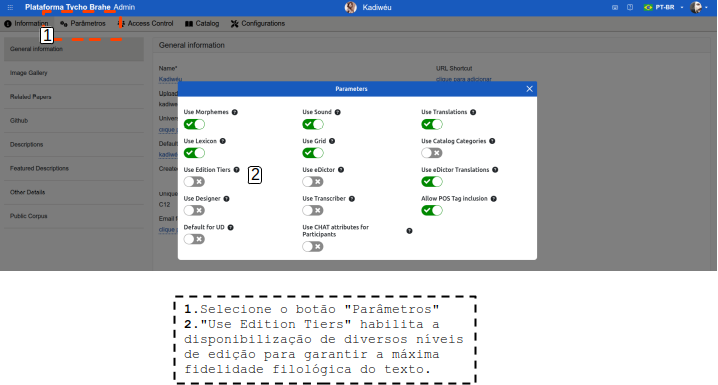 Plataforma Tycho Brahe Admin
Kadiwéu
PT-BR
Information
Parâmetros
Access Control
Catalog
Configurations
1
General information
Image Gallery
Related Papers
Github
Descriptions
Featured Descriptions
Other Details
Public Corpus
General information
Name*
Kadiwéu
URL Shortcut
clique para adicionar
Upload
kadiwe
Univer
clique p
Default
kadiwe
Create
Unique
C12
Email f
clique p
Parameters
Use Morphemes
Use Sound
Use Translations
Use Lexicon
Use Grid
Use Catalog Categories
Use Edition Tiers
2
Use eDictor
Use eDictor Translations
Use Designer
Use Transcriber
Allow POS Tag inclusion
Default for UD
Use CHAT attributes for
Participants
1.Selecione o botão "Parâmetros"
2."Use Edition Tiers" habilita a
disponibilização de diversos níveis
de edição para garantir a máxima
fidelidade filológica do texto.